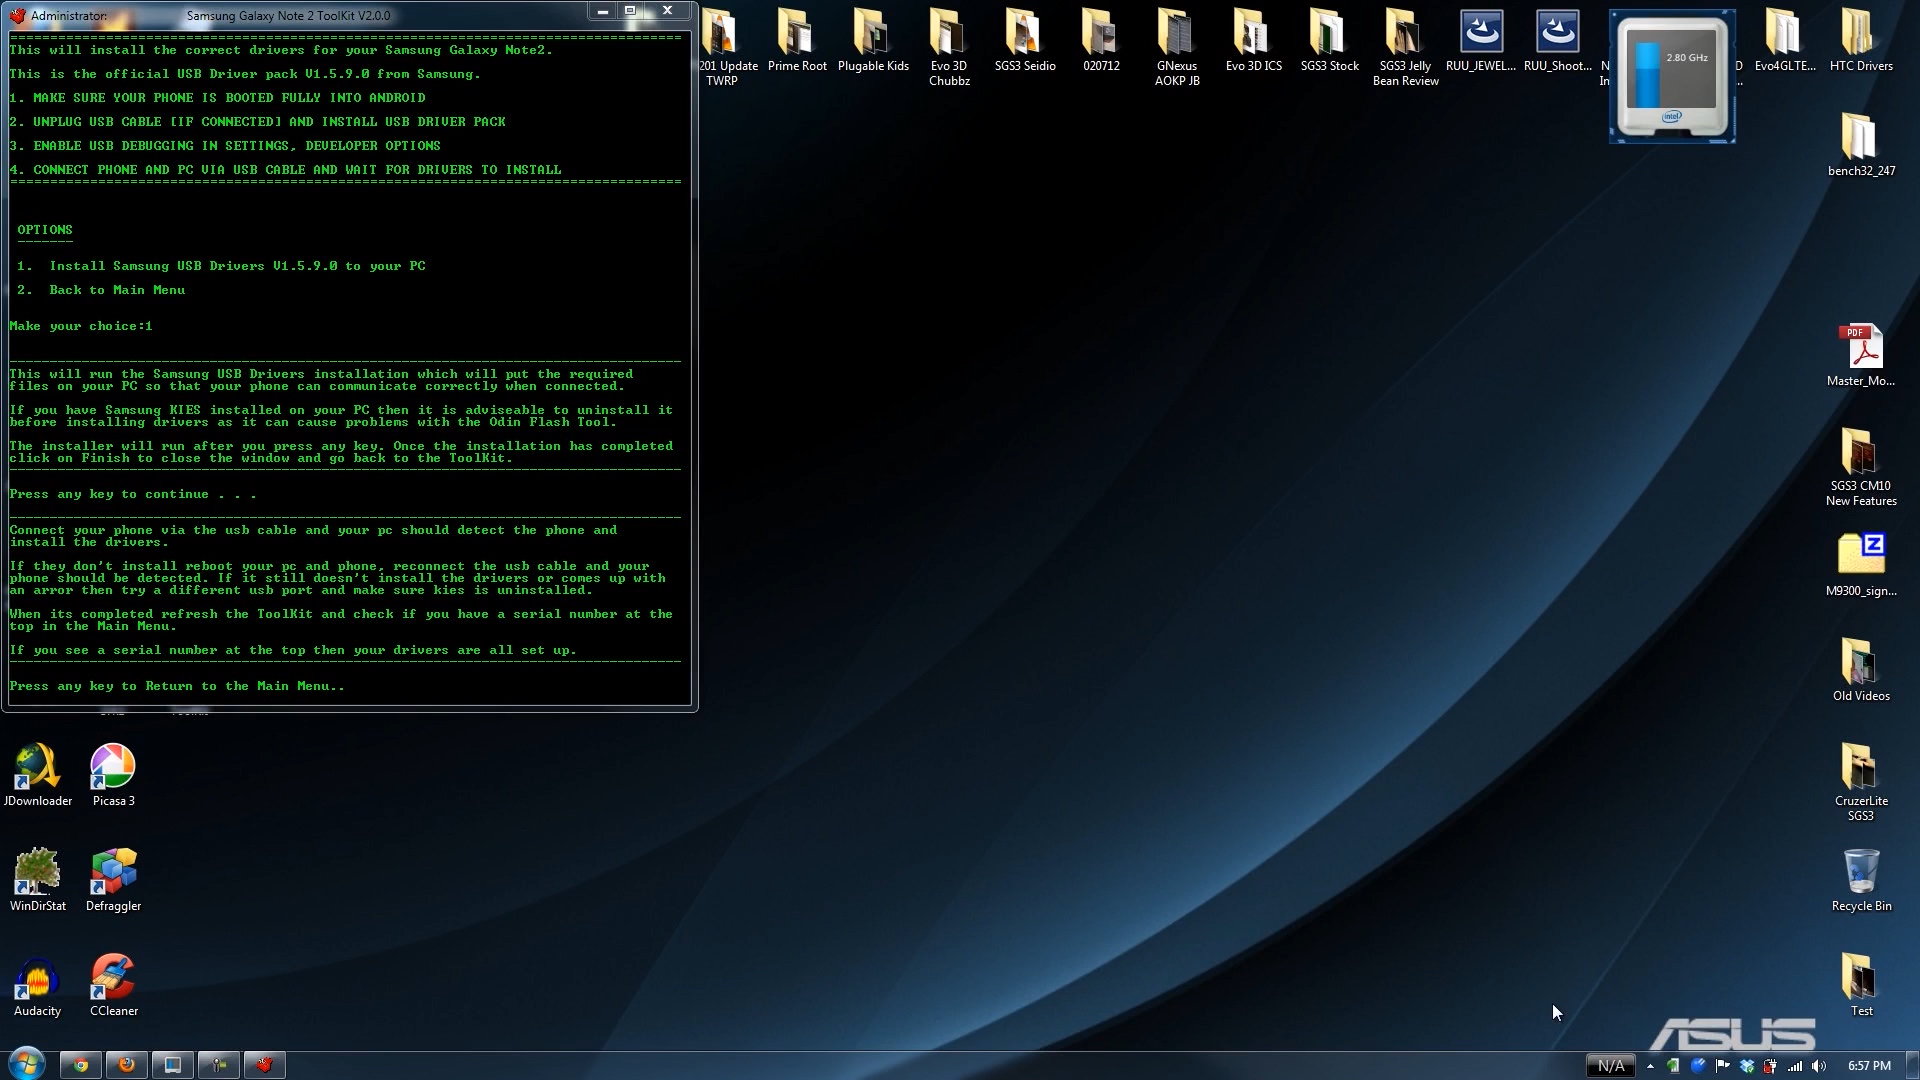 Administrator: Samsung Galaxy Note 2 ToolKit V2.0.0
This will install the correct drivers for your Samsung Galaxy Note2.
This is the official USB Driver pack V1.5.9.0 from Samsung.
1. MAKE SURE YOUR PHONE IS BOOTED FULLY INTO ANDROID
2. UNPLUG USB CABLE [IF CONNECTED] AND INSTALL USB DRIVER PACK
3. ENABLE USB DEBUGGING IN SETTINGS, DEVELOPER OPTIONS
4. CONNECT PHONE AND PC VIA USB CABLE AND WAIT FOR DRIVERS TO INSTALL
OPTIONS
1. Install Samsung USB Drivers V1.5.9.0 to your PC
2. Back to Main Menu
Make your choice:1
This will run the Samsung USB Drivers installation which will put the required
files on your PC so that your phone can communicate correctly when connected.
If you have Samsung KIES installed on your PC then it is adviseable to uninstall it
before installing drivers as it can cause problems with the Odin Flash Tool.
The installer will run after you press any key. Once the installation has completed
click on Finish to close the window and go back to the ToolKit.
Press any key to continue . . .
Connect your phone via the usb cable and your pc should detect the phone and
install the drivers.
If they don't install reboot your pc and phone, reconnect the usb cable and your
phone should be detected. If it still doesn't install the drivers or comes up with
an arror then try a different usb port and make sure kies is uninstalled.
When its completed refresh the ToolKit and check if you have a serial number at the
top in the Main Menu.
If you see a serial number at the top then your drivers are all set up.
Press any key to Return to the Main Menu..
201 Update
TWRP
Prime Root
Plugable Kids
Evo 3D
Chubbz
SGS3 Seidio
020712
GNexus
AOKP JB
Evo 3D ICS
SGS3 Stock
SGS3 Jelly
Bean Review
RUU_JEWEL...
RUU_Shoot...
2.80 GHz
intel
Evo4GLTE...
HTC Drivers
bench32_247
PDF
Master_Mo...
SGS3 CM10
New Features
Z
M9300_sign...
Old Videos
CruzerLite
SGS3
Recycle Bin
Test
JDownloader
Picasa 3
WinDirStat
Defraggler
Audacity
CCleaner
ASUS
N/A
6:57 PM